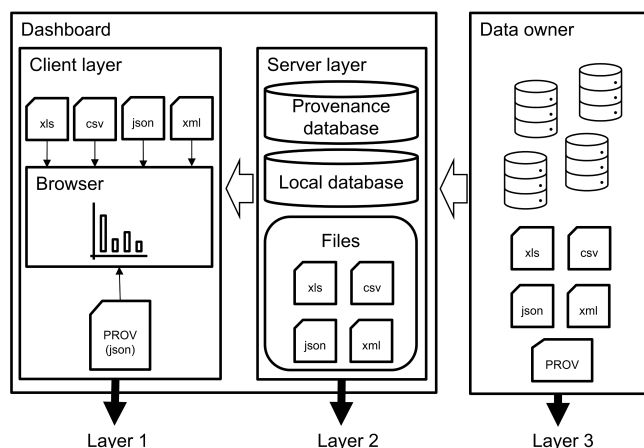 Dashboard
Client layer
xls
csv
json
xml
Browser
PROV
(json)
Layer 1
Server layer
Provenance
database
Local database
Files
xls
csv
json
xml
Layer 2
Data owner
xls
csv
json
xml
PROV
Layer 3